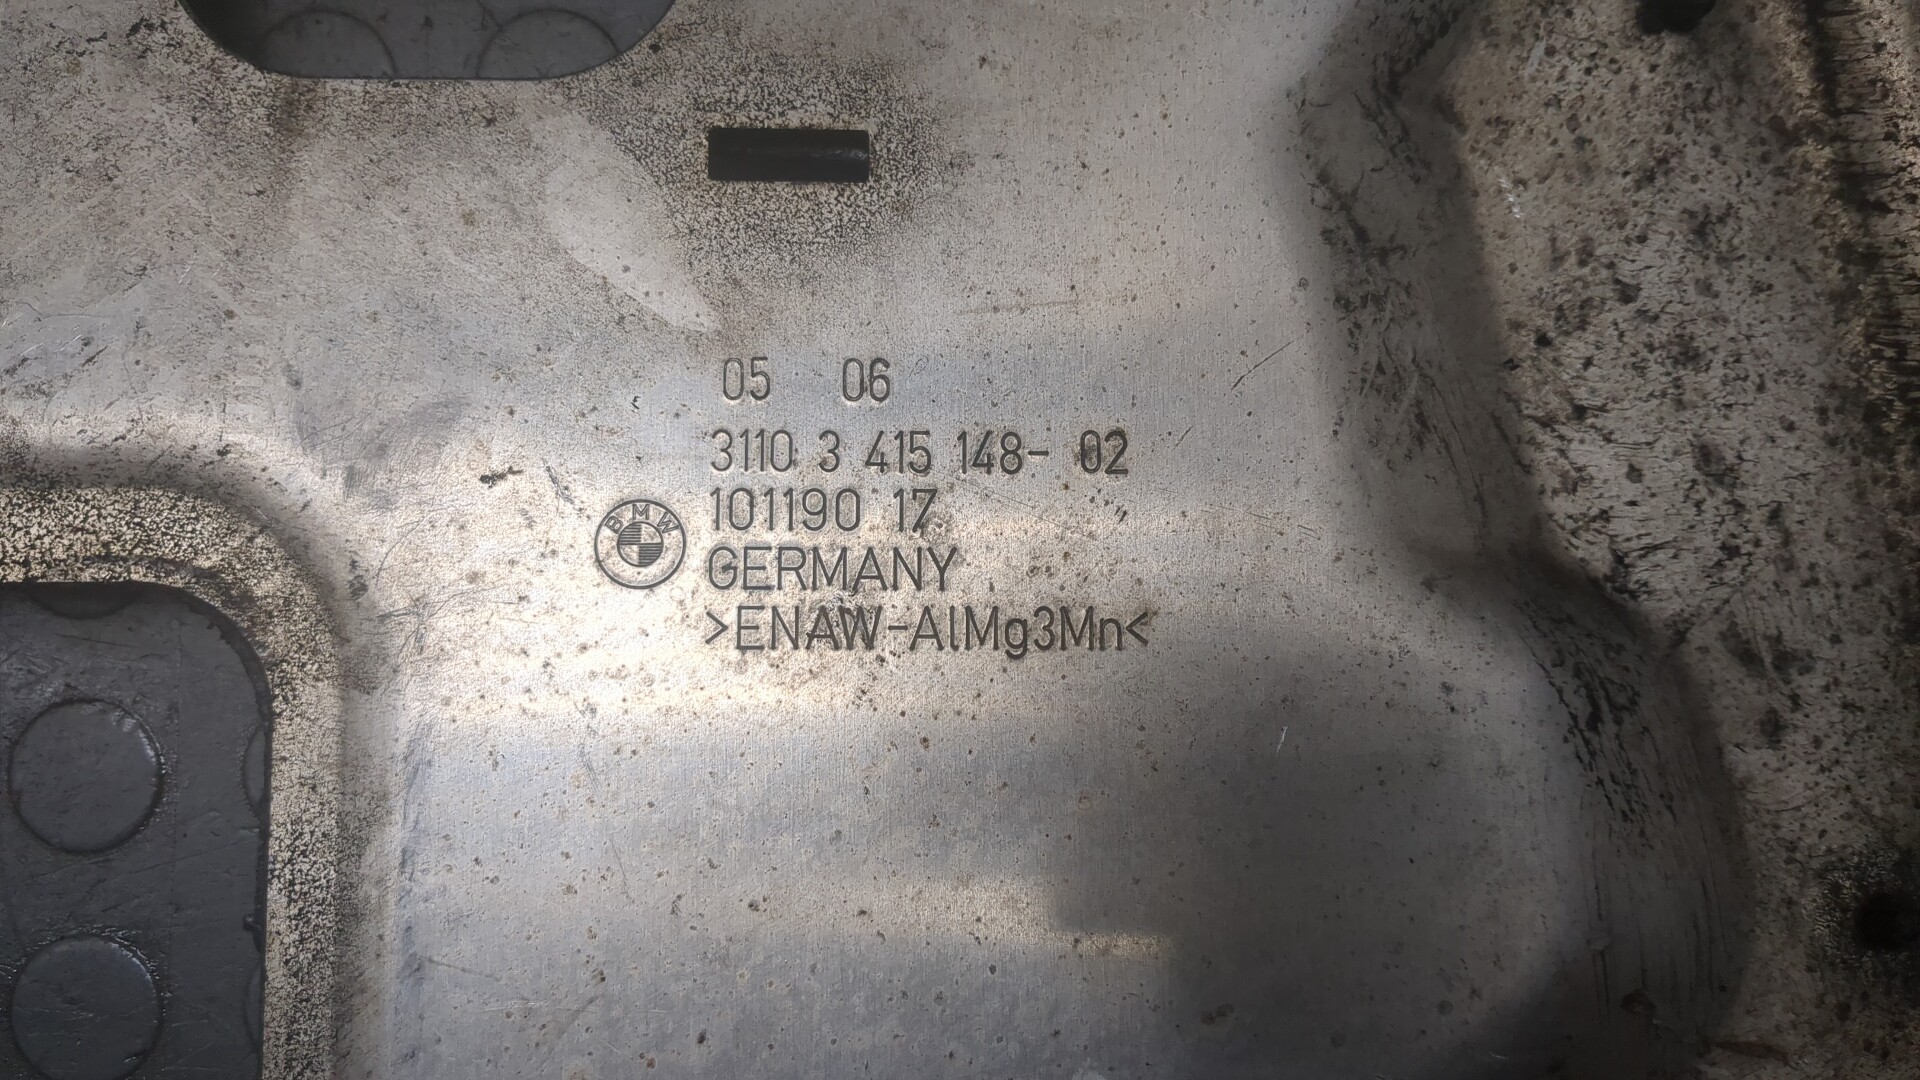 05 06
3110 3 415 148- 02
101190 17
BMW
GERMANY
>ENAW-AlMg3Mn<